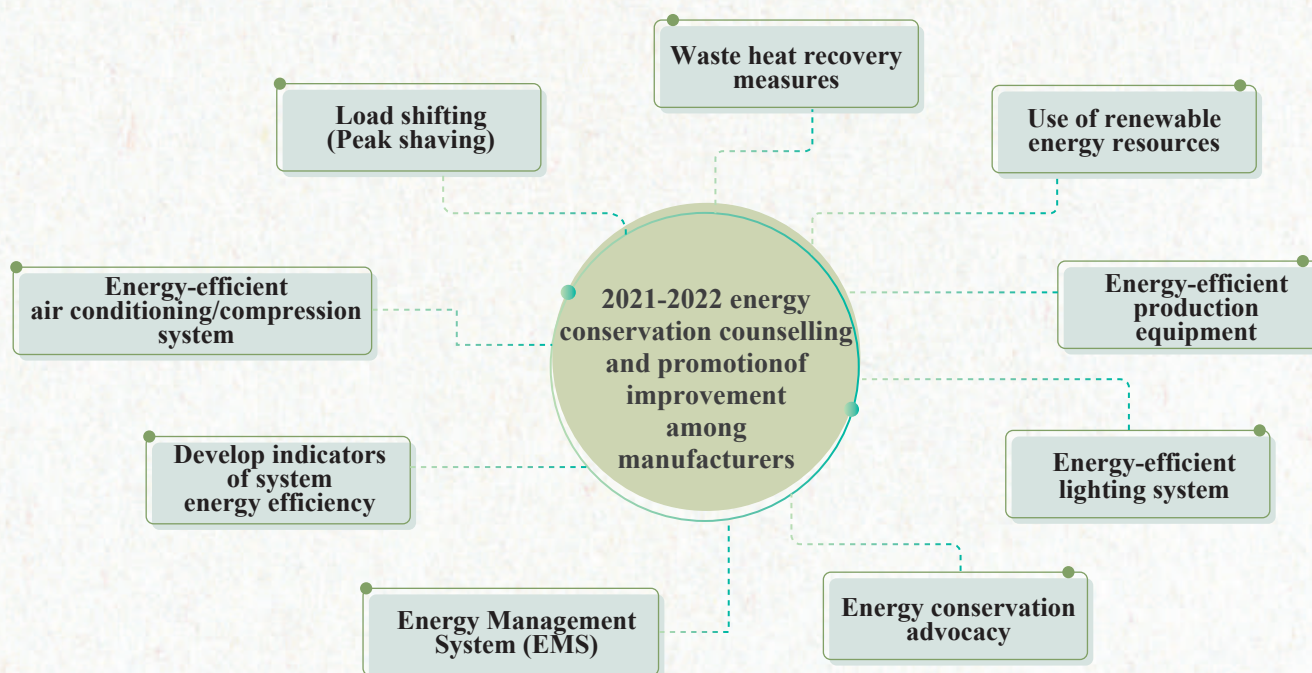 Waste heat recovery
measures
Load shifting
(Peak shaving)
Use of renewable
energy resources
Energy-efficient
air conditioning/compression
system
2021-2022 energy
conservation counselling
and promotionof
improvement
among
manufacturers
Energy-efficient
production
equipment
Develop indicators
of system
energy efficiency
Energy-efficient
lighting system
Energy Management
System (EMS)
Energy conservation
advocacy